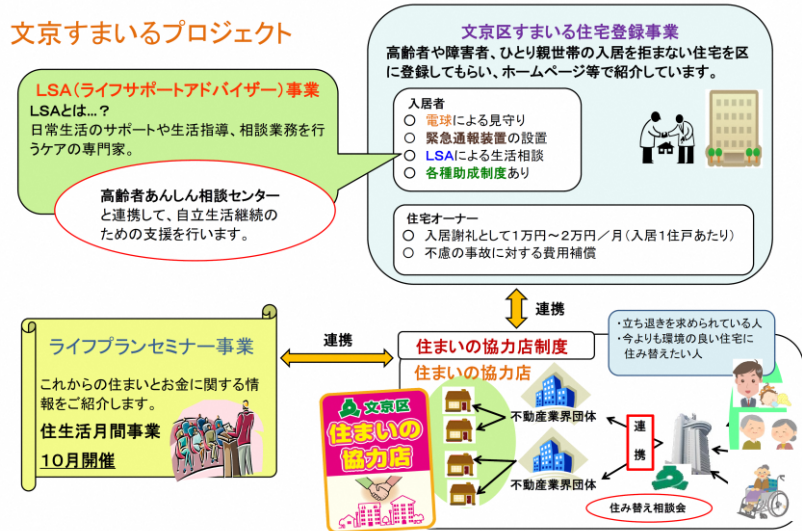 文京すまいるプロジェクト
LSA（ライフサポートアドバイザー）事業
LSAとは…？
日常生活のサポートや生活指導、相談業務を行
うケアの専門家。
高齢者あんしん相談センター
と連携して、自立生活継続の
ための支援を行います。
文京区すまいる住宅登録事業
高齢者や障害者、ひとり親世帯の入居を拒まない住宅を区
に登録してもらい、ホームページ等で紹介しています。
入居者
○ 電球による見守り
○ 緊急通報装置の設置
○ LSAによる生活相談
○ 各種助成制度あり
住宅オーナー
○ 入居謝礼として１万円～２万円／月（入居１住戸あたり）
○ 不慮の事故に対する費用補償
連携
ライフプランセミナー事業
これからの住まいとお金に関する情
報をご紹介します。
住生活月間事業
10月開催
連携
住まいの協力店制度
住まいの協力店
文京区
住まいの
協力店
不動産業界団体
不動産業界団体
連
携
・立ち退きを求められている人
・今よりも環境の良い住宅に
住み替えたい人
住み替え相談会